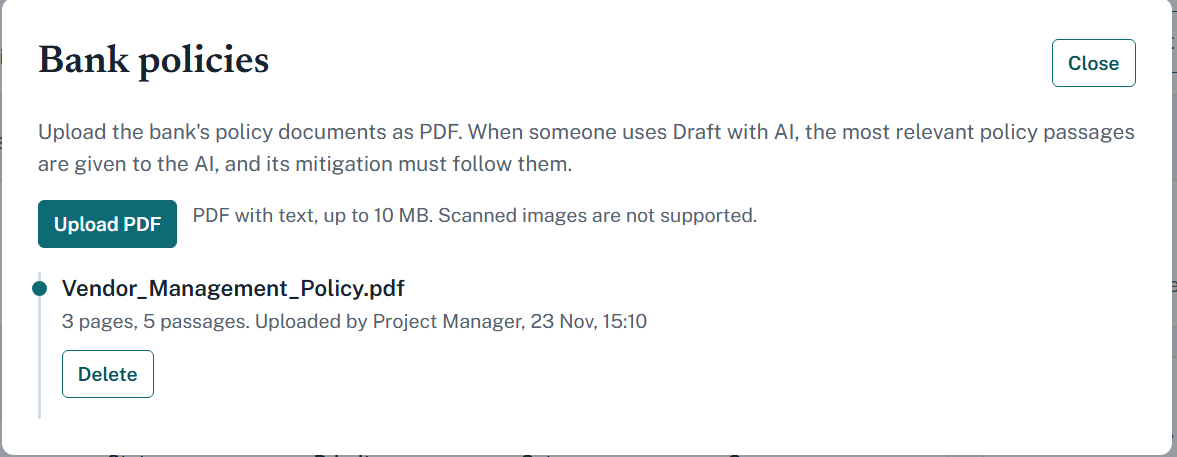 Bank policies
Close
Upload the bank's policy documents as PDF. When someone uses Draft with AI, the most relevant policy passages
are given to the AI, and its mitigation must follow them.
Upload PDF
PDF with text, up to 10 MB. Scanned images are not supported.
Vendor_Management_Policy.pdf
3 pages, 5 passages. Uploaded by Project Manager, 23 Nov, 15:10
Delete